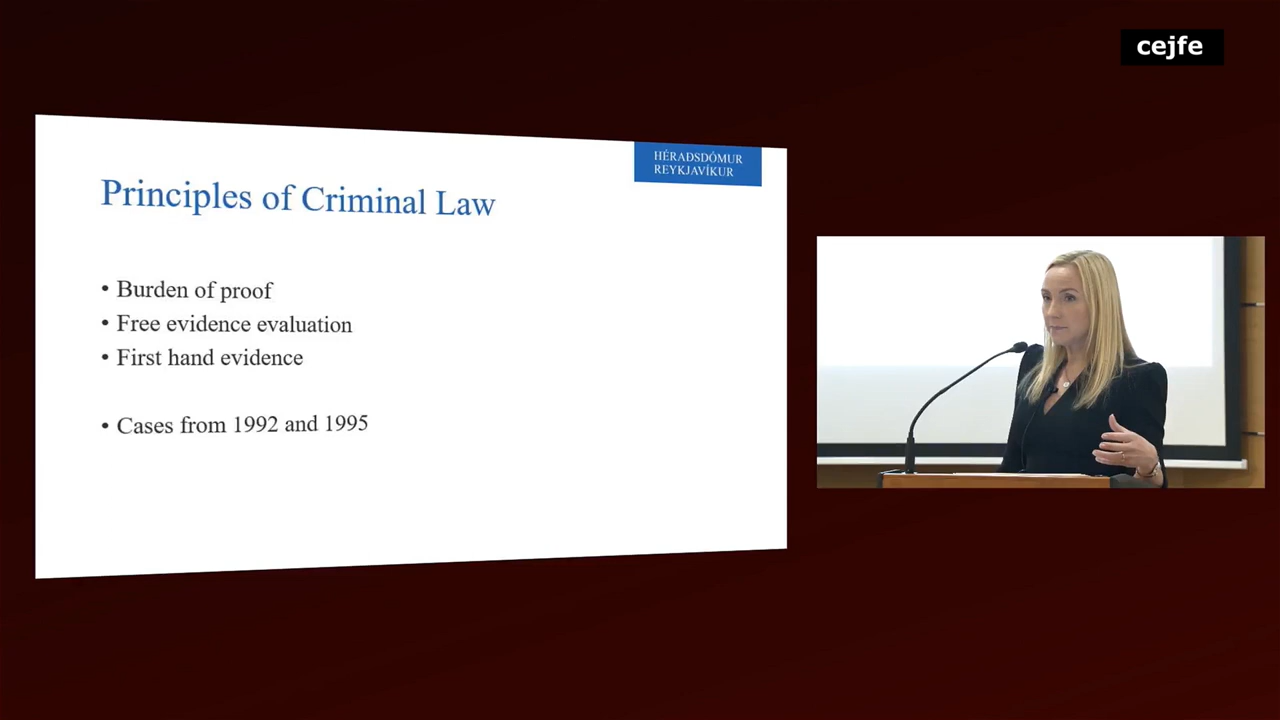 cejfe
HÉRAÐSDÓMUR
REYKJAVÍKUR
Principles of Criminal Law
• Burden of proof
• Free evidence evaluation
• First hand evidence
• Cases from 1992 and 1995